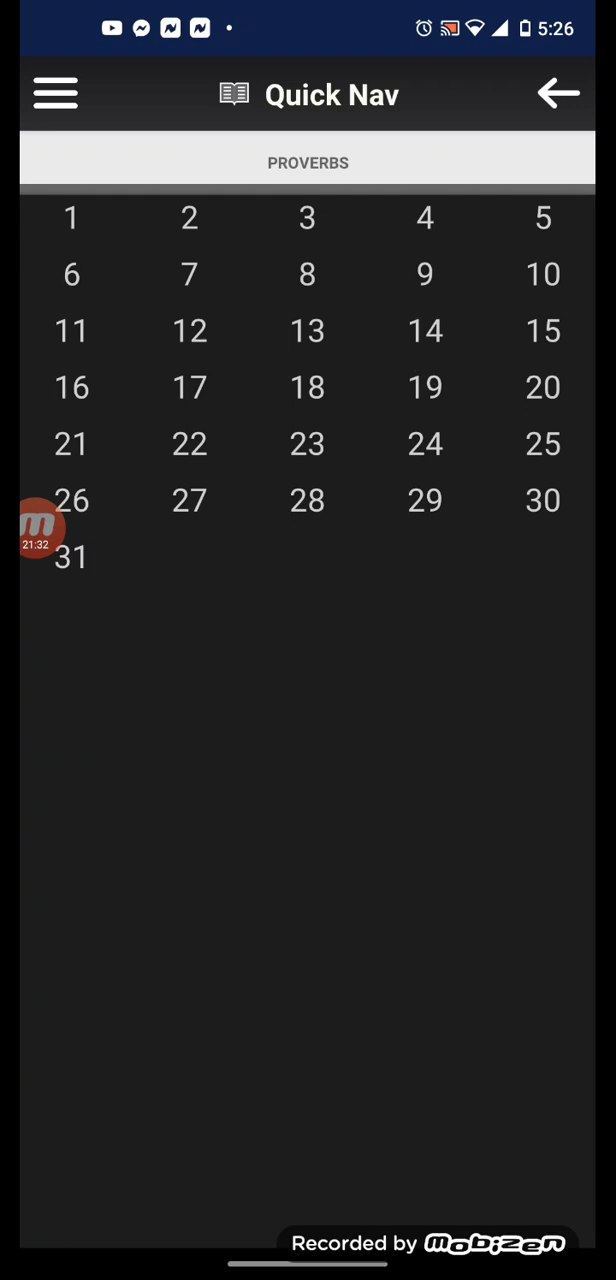 5:26
Quick Nav
PROVERBS
1 2 3 4 5
6 7 8 9 10
11 12 13 14 15
16 17 18 19 20
21 22 23 24 25
26 27 28 29 30
m
21:32
31
Recorded by mobizen